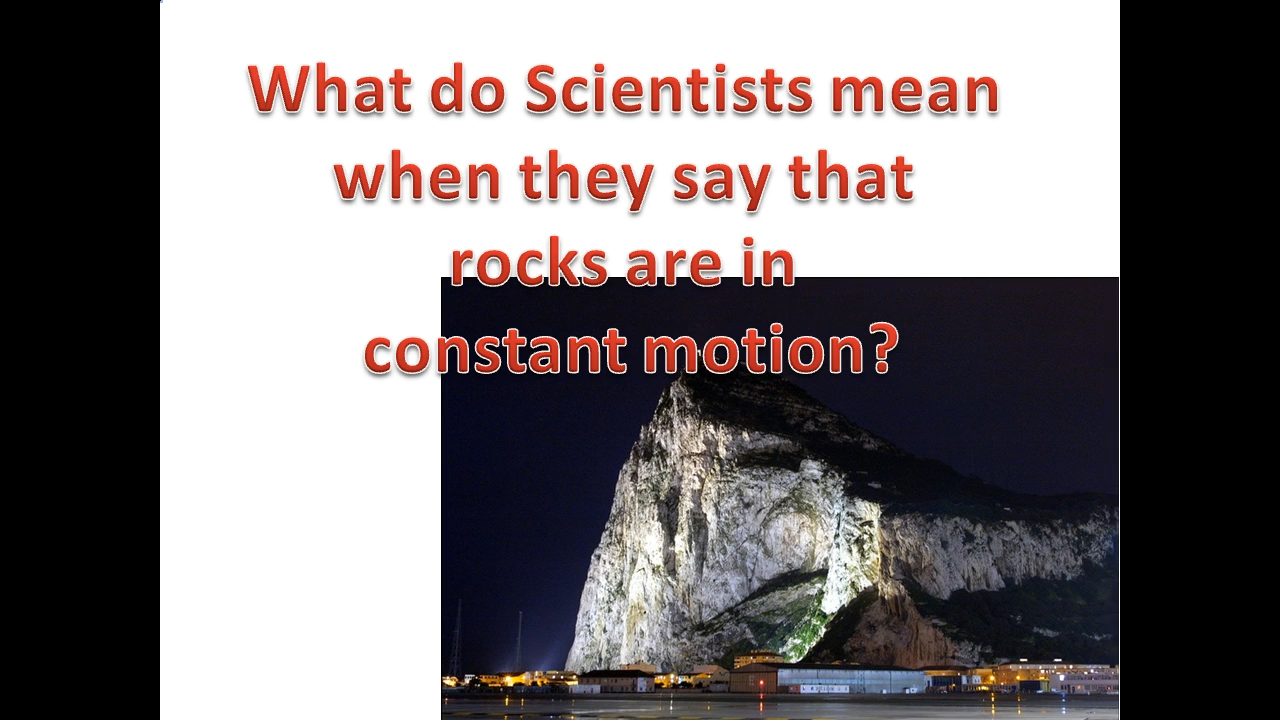 What do Scientists mean
when they say that
rocks are in
constant motion?